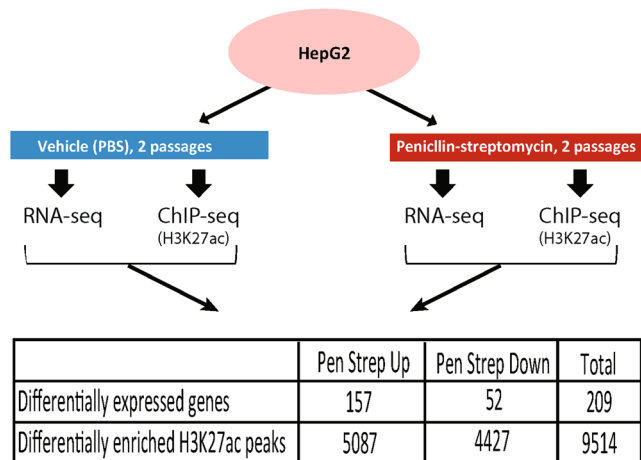 HepG2
Vehicle (PBS), 2 passages
Penicllin-streptomycin, 2 passages
RNA-seq
ChIP-seq
(H3K27ac)
RNA-seq
ChIP-seq
(H3K27ac)
Pen Strep Up Pen Strep Down Total
Differentially expressed genes 157 52 209
Differentially enriched H3K27ac peaks 5087 4427 9514